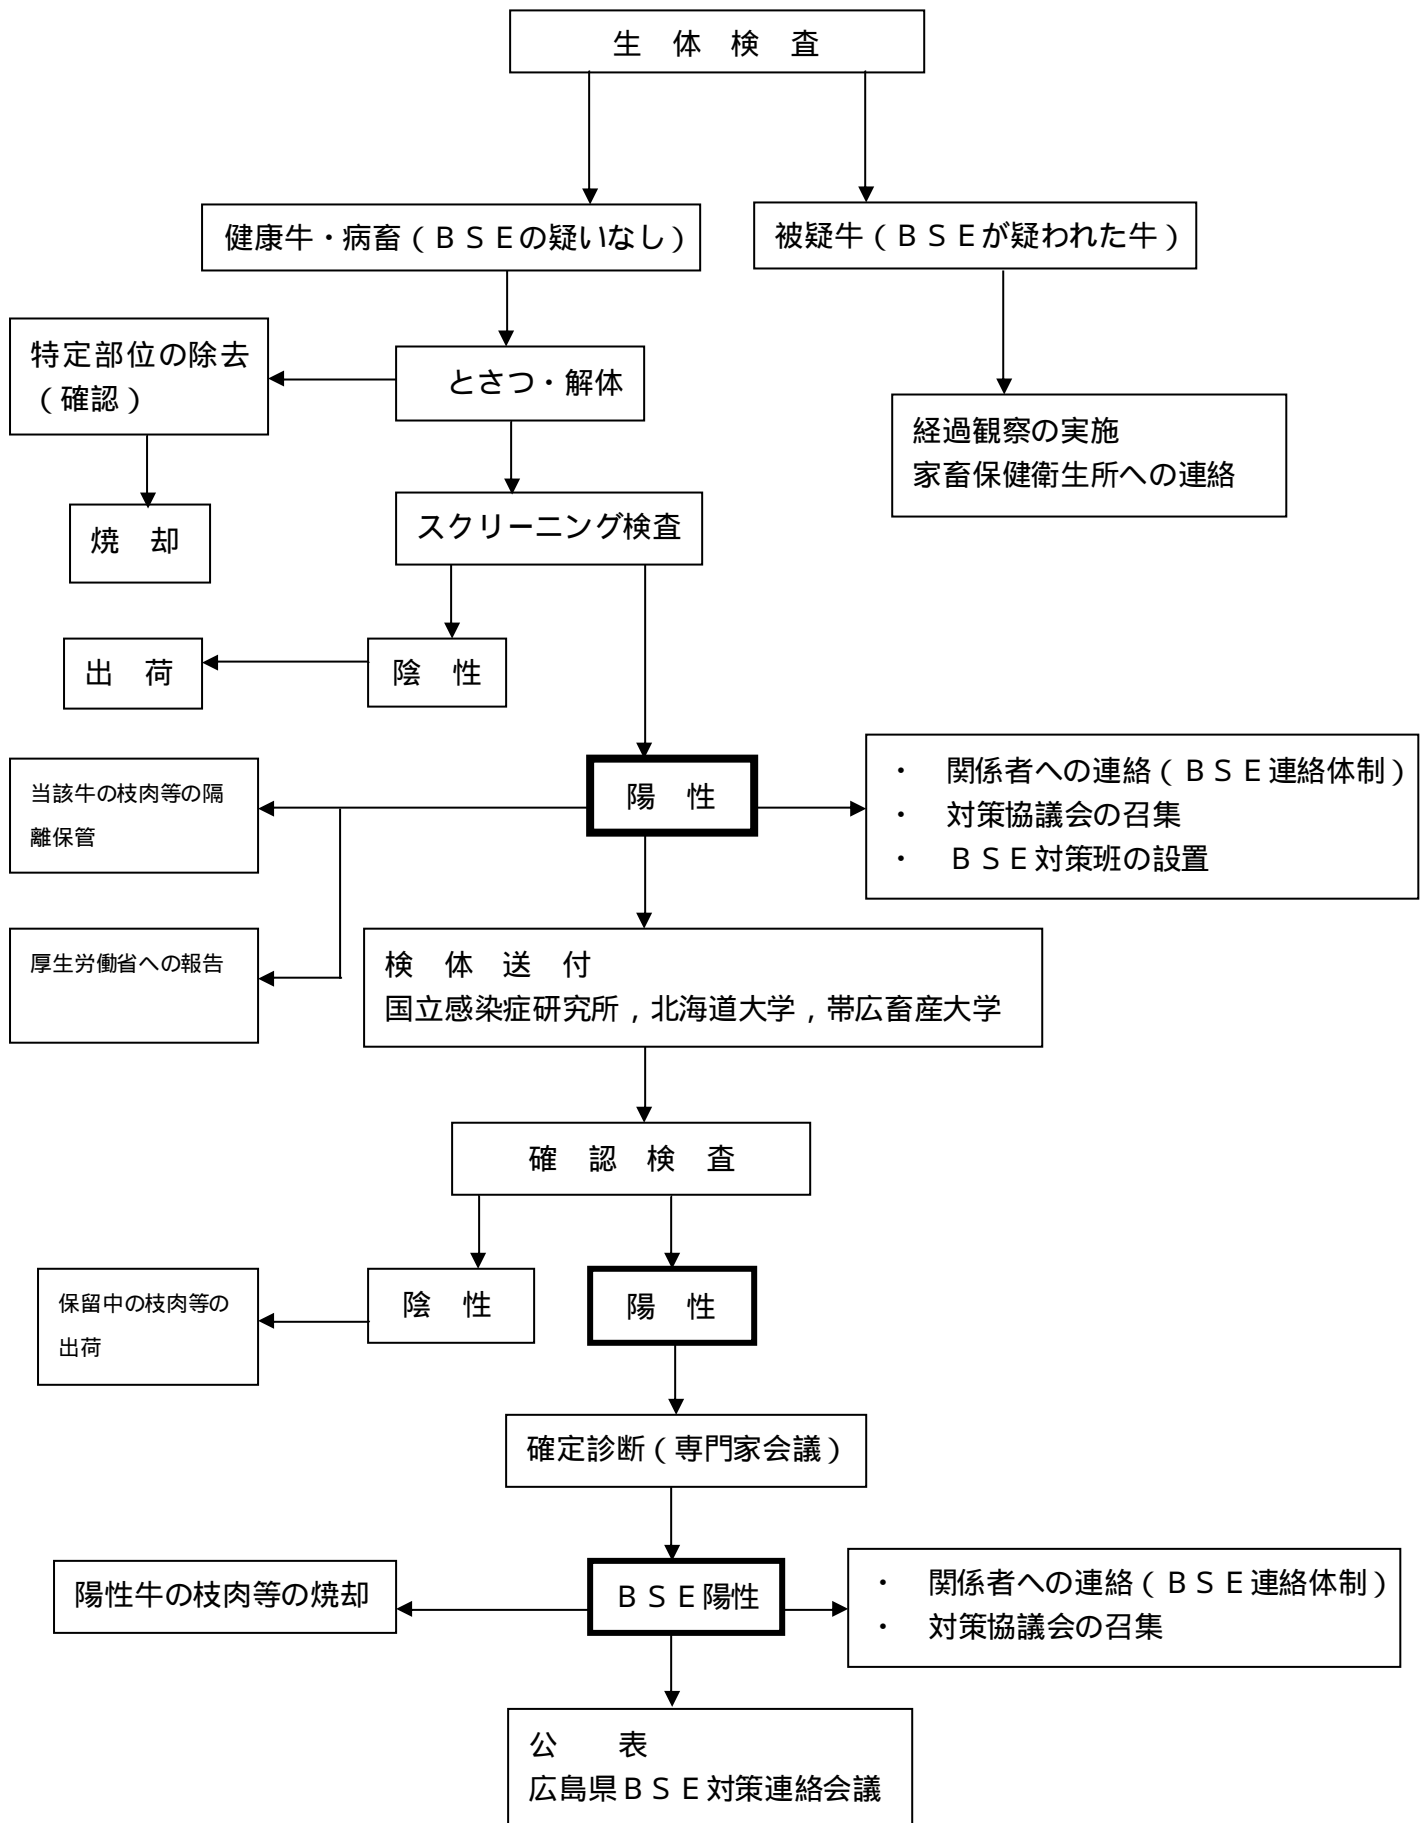 生　体　検　査
健康牛・病畜（ＢＳＥの疑いなし）
被疑牛（ＢＳＥが疑われた牛）
特定部位の除去
（確認）
とさつ・解体
経過観察の実施
家畜保健衛生所への連絡
焼　却
スクリーニング検査
出　荷
陰　性
当該牛の枝肉等の隔
離保管
陽　性
・　関係者への連絡（ＢＳＥ連絡体制）
・　対策協議会の召集
・　ＢＳＥ対策班の設置
厚生労働省への報告
検　体　送　付
国立感染症研究所，北海道大学，帯広畜産大学
確　認　検　査
保留中の枝肉等の
出荷
陰　性
陽　性
確定診断（専門家会議）
陽性牛の枝肉等の焼却
ＢＳＥ陽性
・　関係者への連絡（ＢＳＥ連絡体制）
・　対策協議会の召集
公　　表
広島県ＢＳＥ対策連絡会議